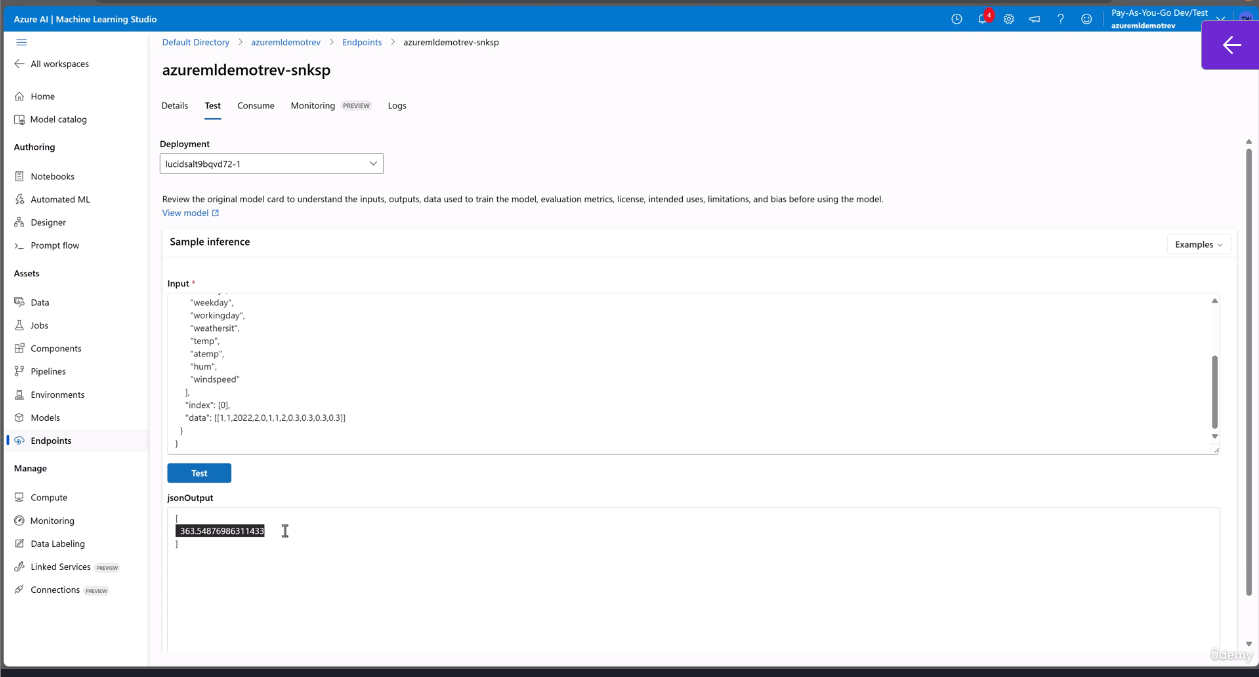 Azure AI | Machine Learning Studio
4
?
Pay-As-You-Go Dev/Test
azuremldemotrev
Default Directory > azuremldemotrev > Endpoints > azuremldemotrev-snksp
All workspaces
azuremldemotrev-snksp
Home
Model catalog
Details Test Consume Monitoring PREVIEW Logs
Authoring
Deployment
lucidsalt9bqvd72-1
Notebooks
Automated ML
Designer
Prompt flow
Review the original model card to understand the inputs, outputs, data used to train the model, evaluation metrics, license, intended uses, limitations, and bias before using the model.
View model
Sample inference
Examples
Assets
Data
Jobs
Components
Pipelines
Environments
Models
Endpoints
Input *
"weekday",
"workingday",
"weathersit",
"temp",
"atemp",
"hum",
"windspeed"
],
"index": [0],
"data": [[1,1,2022,2,0,1,1,2,0.3,0.3,0.3,0.3]]
}
}
Manage
Compute
Monitoring
Data Labeling
Linked Services PREVIEW
Connections PREVIEW
Test
jsonOutput
[
363.54876986311433
]
ûdemy